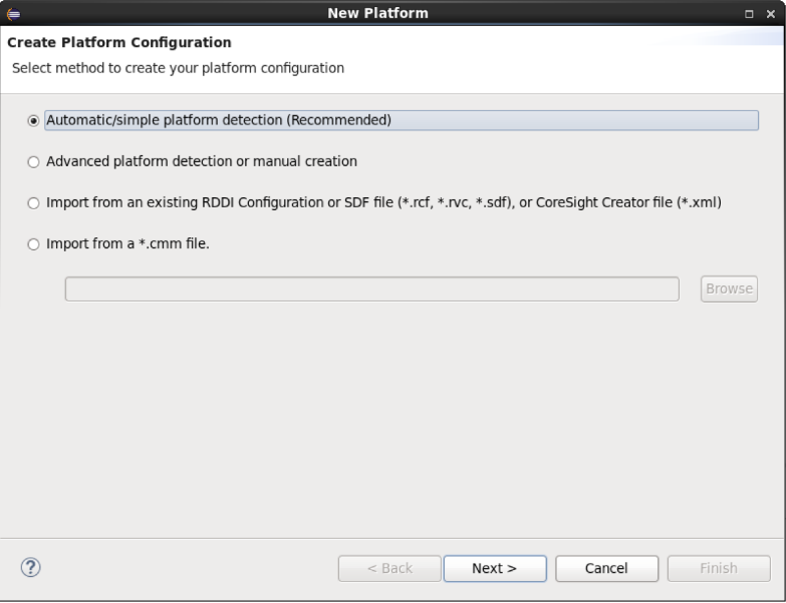 New Platform
Create Platform Configuration
Select method to create your platform configuration
Automatic/simple platform detection (Recommended)
Advanced platform detection or manual creation
Import from an existing RDDI Configuration or SDF file (*.rcf, *.rvc, *.sdf), or CoreSight Creator file (*.xml)
Import from a *.cmm file.
Browse
? < Back Next > Cancel Finish